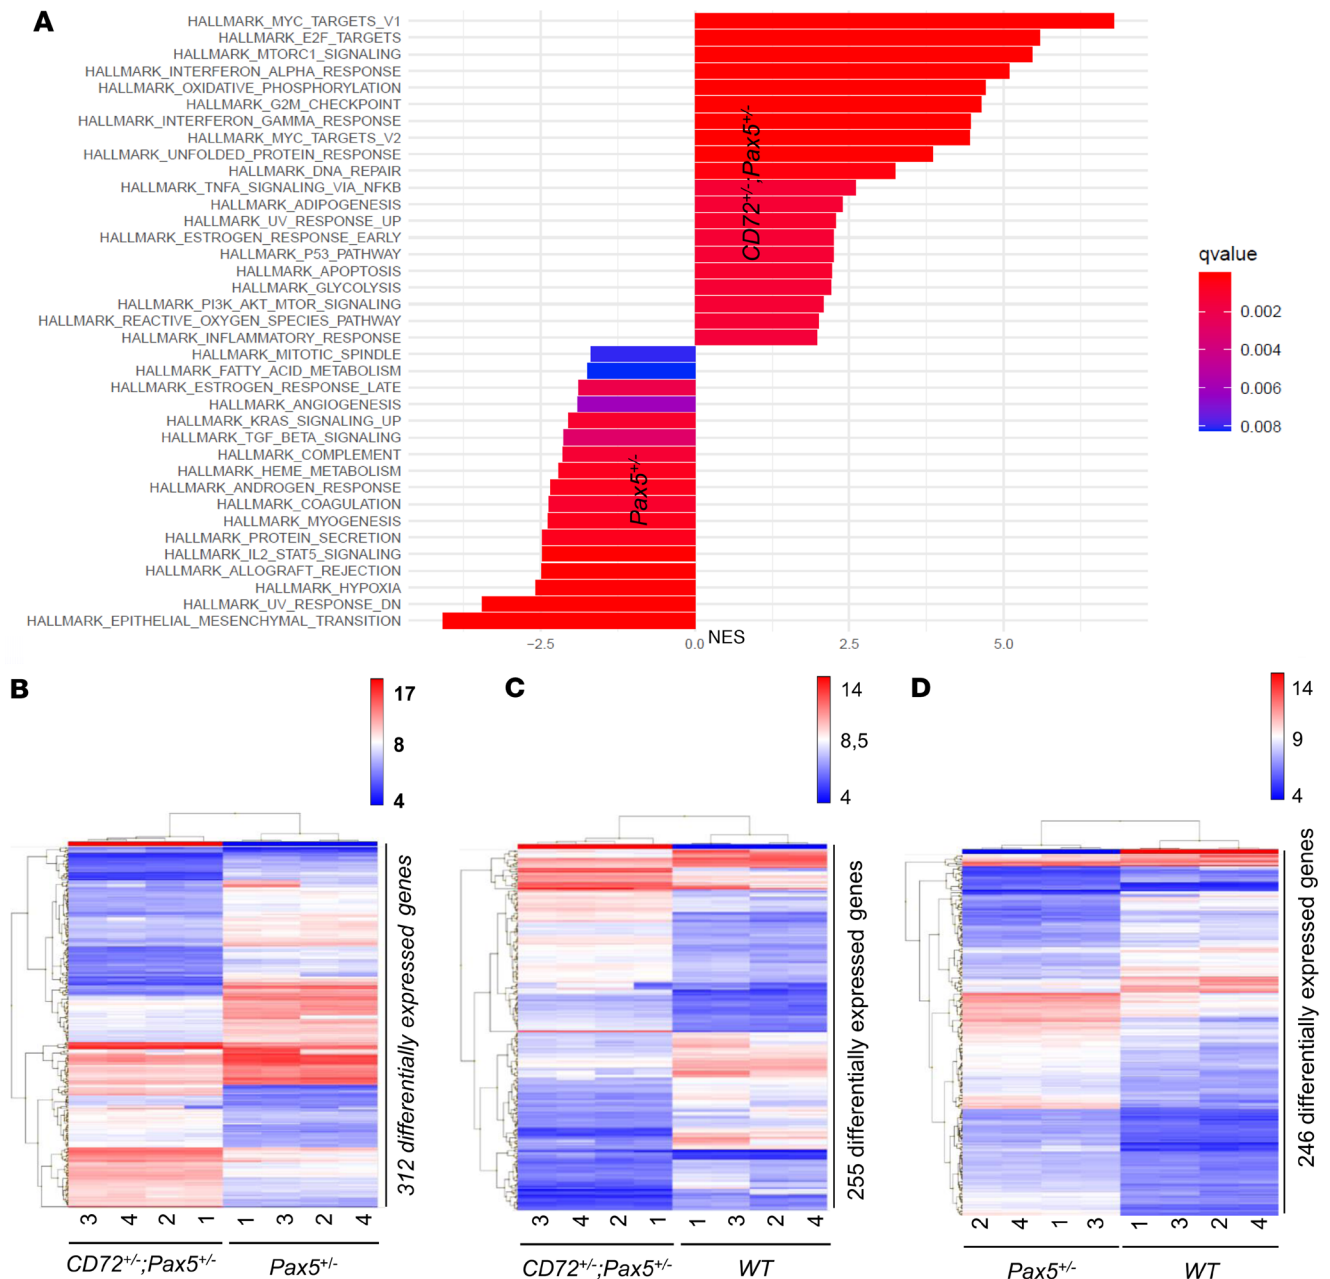 A
HALLMARK_MYC_TARGETS_V1
HALLMARK_E2F_TARGETS
HALLMARK_MTORC1_SIGNALING
HALLMARK_INTERFERON_ALPHA_RESPONSE
HALLMARK_OXIDATIVE_PHOSPHORYLATION
HALLMARK_G2M_CHECKPOINT
HALLMARK_INTERFERON_GAMMA_RESPONSE
HALLMARK_MYC_TARGETS_V2
HALLMARK_UNFOLDED_PROTEIN_RESPONSE
HALLMARK_DNA_REPAIR
HALLMARK_TNFA_SIGNALING_VIA_NFKB
HALLMARK_ADIPOGENESIS
HALLMARK_UV_RESPONSE_UP
HALLMARK_ESTROGEN_RESPONSE_EARLY
HALLMARK_P53_PATHWAY
HALLMARK_APOPTOSIS
HALLMARK_GLYCOLYSIS
HALLMARK_PI3K_AKT_MTOR_SIGNALING
HALLMARK_REACTIVE_OXYGEN_SPECIES_PATHWAY
HALLMARK_INFLAMMATORY_RESPONSE
HALLMARK_MITOTIC_SPINDLE
HALLMARK_FATTY_ACID_METABOLISM
HALLMARK_ESTROGEN_RESPONSE_LATE
HALLMARK_ANGIOGENESIS
HALLMARK_KRAS_SIGNALING_UP
HALLMARK_TGF_BETA_SIGNALING
HALLMARK_COMPLEMENT
HALLMARK_HEME_METABOLISM
HALLMARK_ANDROGEN_RESPONSE
HALLMARK_COAGULATION
HALLMARK_MYOGENESIS
HALLMARK_PROTEIN_SECRETION
HALLMARK_IL2_STAT5_SIGNALING
HALLMARK_ALLOGRAFT_REJECTION
HALLMARK_HYPOXIA
HALLMARK_UV_RESPONSE_DN
HALLMARK_EPITHELIAL_MESENCHYMAL_TRANSITION
CD72+/-;Pax5+/-
Pax5+/-
−2.5 0.0 2.5 5.0
NES
qvalue
0.002
0.004
0.006
0.008
B
17
8
4
312 differentially expressed genes
3 4 2 1 1 3 2 4
CD72+/-;Pax5+/- Pax5+/-
C
14
8,5
4
255 differentially expressed genes
3 4 2 1 1 3 2 4
CD72+/-;Pax5+/- WT
D
14
9
4
246 differentially expressed genes
2 4 1 3 1 3 2 4
Pax5+/- WT